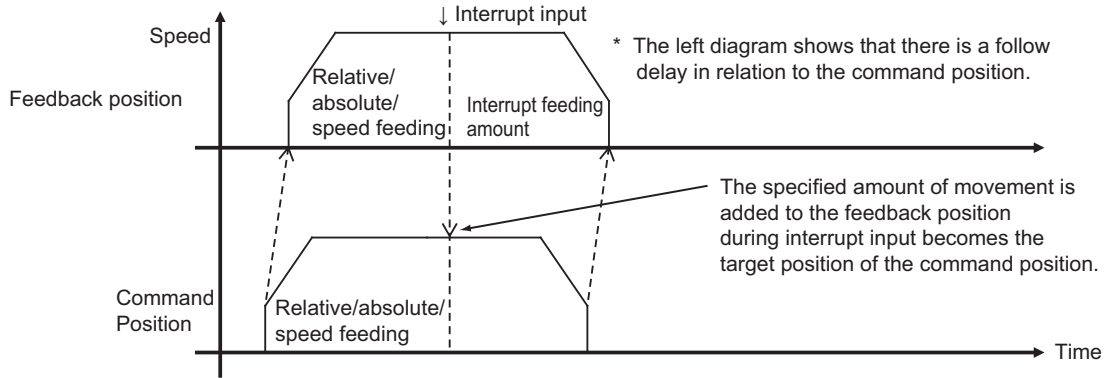 ↓ Interrupt input
Speed
* The left diagram shows that there is a follow
delay in relation to the command position.
Feedback position
Relative/
absolute/
speed feeding
Interrupt feeding
amount
The specified amount of movement is
added to the feedback position
during interrupt input becomes the
target position of the command position.
Command
Position
Relative/absolute/
speed feeding
Time